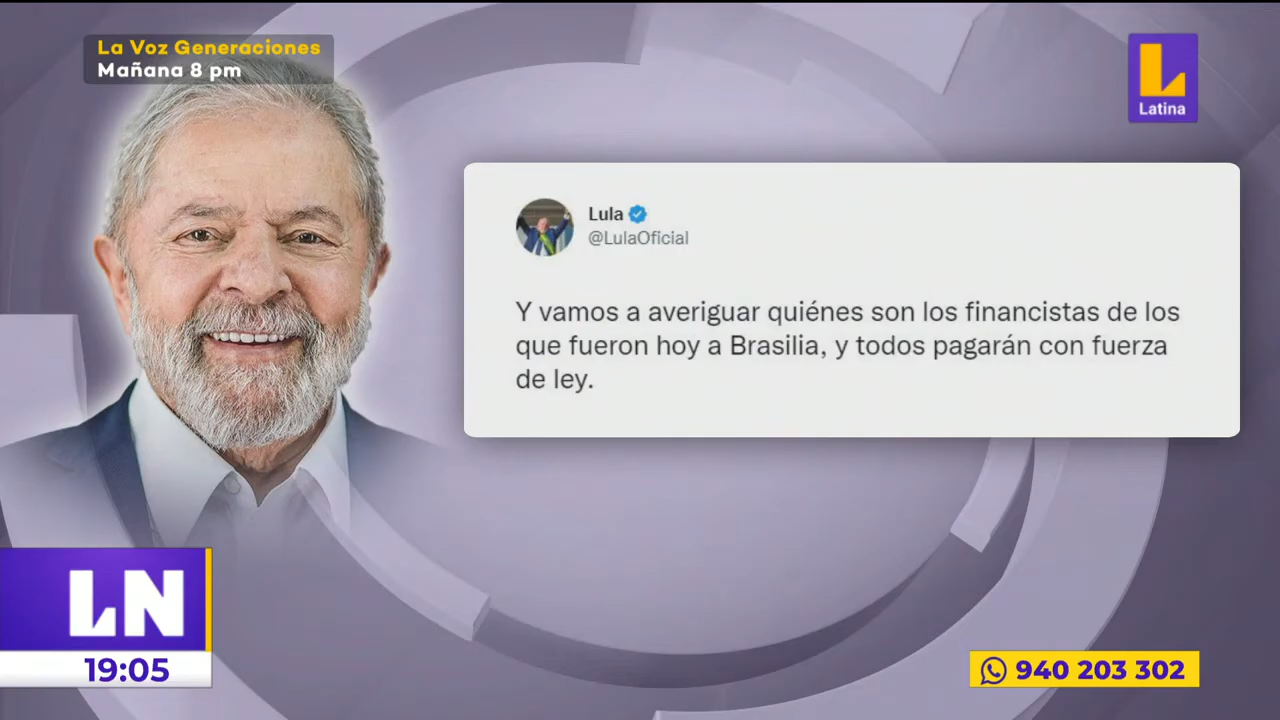 La Voz Generaciones
Mañana 8 pm
Latina
Lula
@LulaOficial
Y vamos a averiguar quiénes son los financistas de los
que fueron hoy a Brasilia, y todos pagarán con fuerza
de ley.
LN
19:05
940 203 302